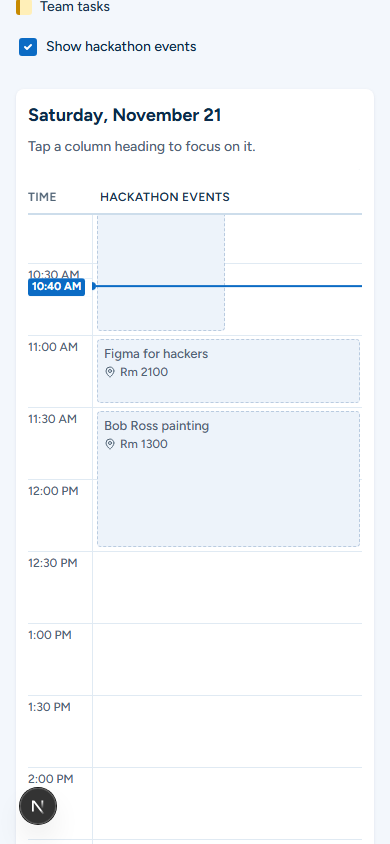 Team tasks
Show hackathon events
Saturday, November 21
Tap a column heading to focus on it.
TIME HACKATHON EVENTS
10:30 AM
10:40 AM
11:00 AM
Figma for hackers
Rm 2100
11:30 AM
Bob Ross painting
Rm 1300
12:00 PM
12:30 PM
1:00 PM
1:30 PM
2:00 PM
N